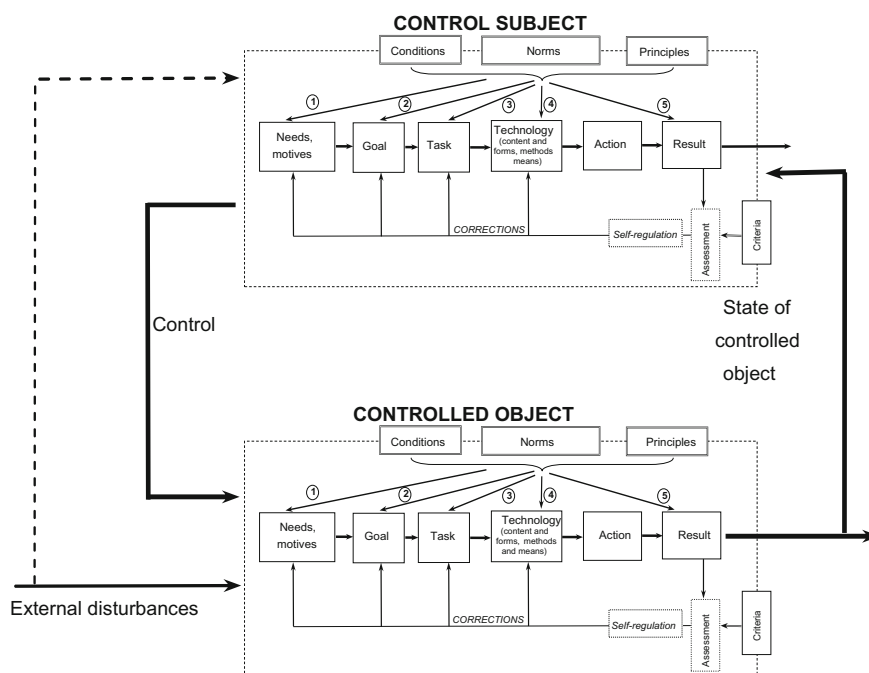 CONTROL SUBJECT
Conditions
Norms
Principles
1
2
3
4
5
Needs,
motives
Goal
Task
Technology
(content and
forms, methods
means)
Action
Result
CORRECTIONS
Self-regulation
Assessment
Criteria
Control
State of
controlled
object
CONTROLLED OBJECT
Conditions
Norms
Principles
1
2
3
4
5
Needs,
motives
Goal
Task
Technology
(content and
forms, methods
and means)
Action
Result
External disturbances
CORRECTIONS
Self-regulation
Assessment
Criteria